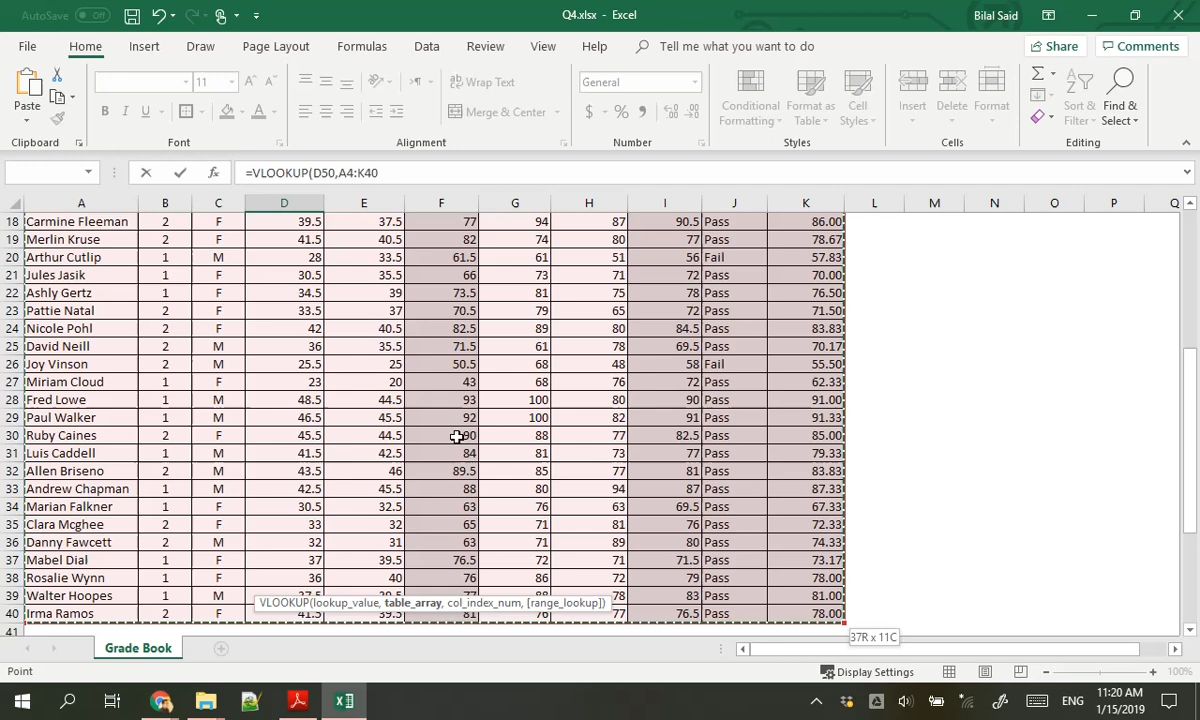 AutoSave Off Q4.xlsx - Excel Bilal Said
File Home Insert Draw Page Layout Formulas Data Review View Help Tell me what you want to do Share Comments
11 Wrap Text General
Paste B I U Merge & Center $ % Conditional Formatting Format as Table Cell Styles Insert Delete Format Sort & Filter Find & Select
Clipboard Font Alignment Number Styles Cells Editing
=VLOOKUP(D50,A4:K40
A B C D E F G H I J K L M N O P Q
18 Carmine Fleeman 2 F 39.5 37.5 77 94 87 90.5 Pass 86.00
19 Merlin Kruse 2 F 41.5 40.5 82 74 80 77 Pass 78.67
20 Arthur Cutlip 1 M 28 33.5 61.5 61 51 56 Fail 57.83
21 Jules Jasik 1 F 30.5 35.5 66 73 71 72 Pass 70.00
22 Ashly Gertz 1 F 34.5 39 73.5 81 75 78 Pass 76.50
23 Pattie Natal 2 F 33.5 37 70.5 79 65 72 Pass 71.50
24 Nicole Pohl 2 F 42 40.5 82.5 89 80 84.5 Pass 83.83
25 David Neill 2 M 36 35.5 71.5 61 78 69.5 Pass 70.17
26 Joy Vinson 2 M 25.5 25 50.5 68 48 58 Fail 55.50
27 Miriam Cloud 1 F 23 20 43 68 76 72 Pass 62.33
28 Fred Lowe 1 M 48.5 44.5 93 100 80 90 Pass 91.00
29 Paul Walker 1 M 46.5 45.5 92 100 82 91 Pass 91.33
30 Ruby Caines 2 F 45.5 44.5 90 88 77 82.5 Pass 85.00
31 Luis Caddell 1 M 41.5 42.5 84 81 73 77 Pass 79.33
32 Allen Briseno 2 M 43.5 46 89.5 85 77 81 Pass 83.83
33 Andrew Chapman 1 M 42.5 45.5 88 80 94 87 Pass 87.33
34 Marian Falkner 1 F 30.5 32.5 63 76 63 69.5 Pass 67.33
35 Clara Mcghee 2 F 33 32 65 71 81 76 Pass 72.33
36 Danny Fawcett 2 M 32 31 63 71 89 80 Pass 74.33
37 Mabel Dial 1 F 37 39.5 76.5 72 71 71.5 Pass 73.17
38 Rosalie Wynn 1 F 36 40 76 86 72 79 Pass 78.00
39 Walter Hoopes 1 M 78 83 Pass 81.00
VLOOKUP(lookup_value, table_array, col_index_num, [range_lookup])
40 Irma Ramos 2 F 41.5 39.5 81 76 77 76.5 Pass 78.00
41
37R x 11C
Grade Book
Point Display Settings 100%
ENG 11:20 AM
1/15/2019